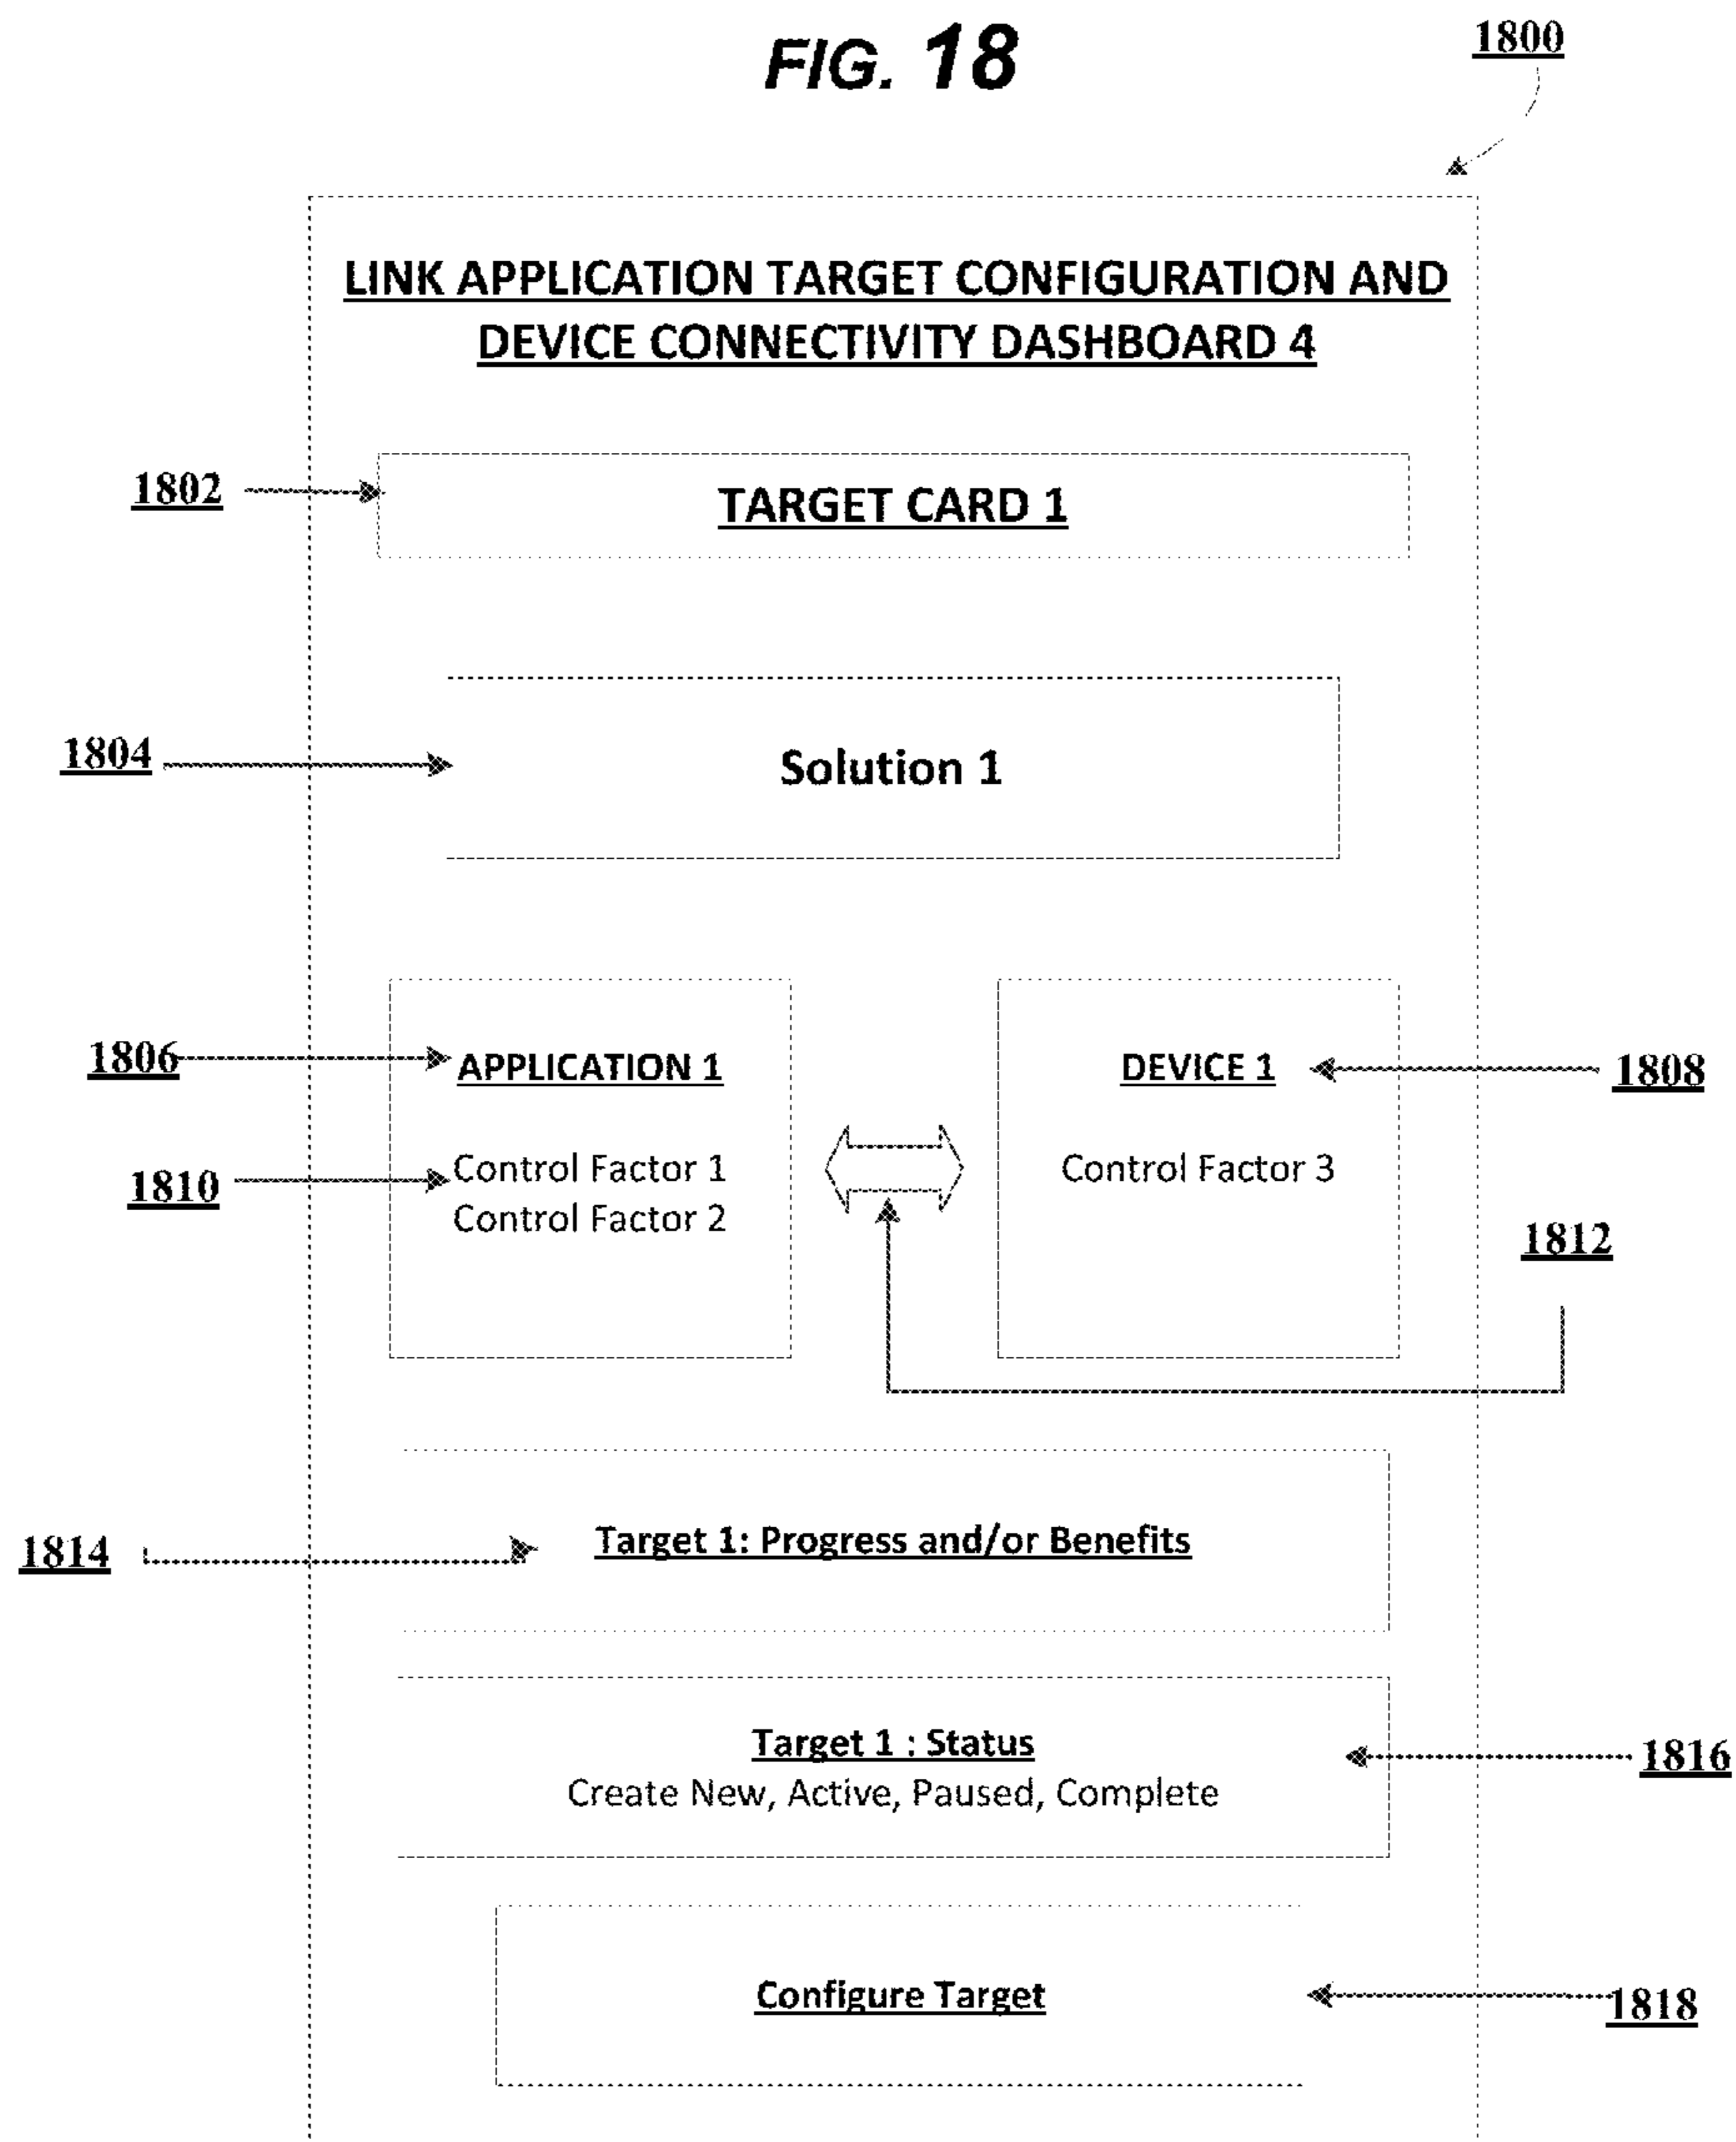 FIG. 18
1800
LINK APPLICATION TARGET CONFIGURATION AND
DEVICE CONNECTIVITY DASHBOARD 4
1802
TARGET CARD 1
1804
Solution 1
1806
APPLICATION 1
DEVICE 1
1808
1810
Control Factor 1
Control Factor 2
Control Factor 3
1812
1814
Target 1: Progress and/or Benefits
Target 1 : Status
Create New, Active, Paused, Complete
1816
Configure Target
1818